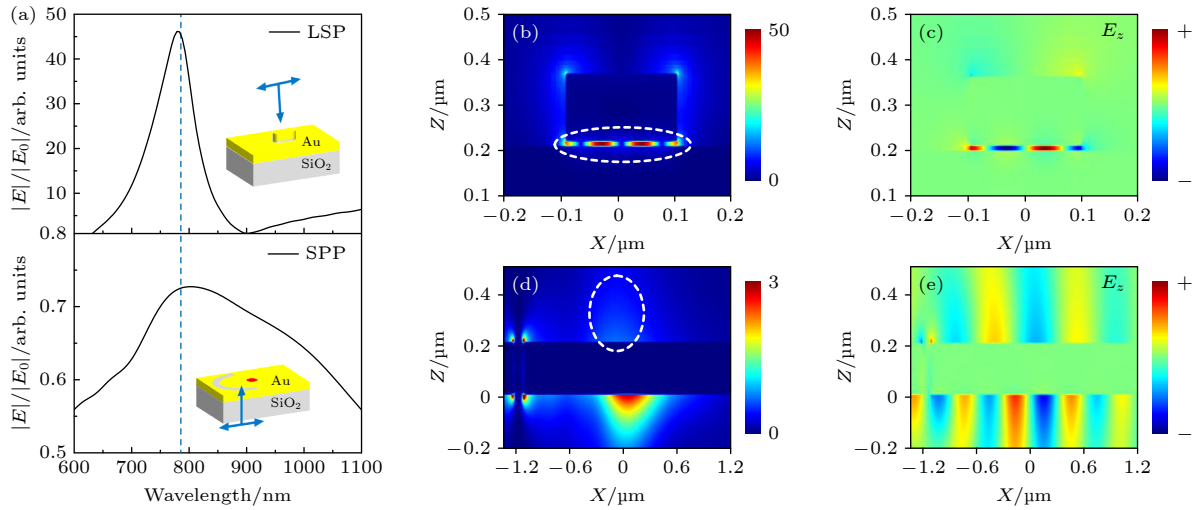 (a)
|E|/|E₀|/arb. units
50
45
40
30
20
10
0.8
LSP
Au
SiO₂
|E|/|E₀|/arb. units
0.7
0.6
0.5
SPP
Au
SiO₂
600 700 800 900 1000 1100
Wavelength/nm
(b)
Z/µm
0.5
0.4
0.3
0.2
0.1
−0.2 −0.1 0 0.1 0.2
X/µm
50
0
(c) E_z
Z/µm
0.5
0.4
0.3
0.2
0.1
−0.2 −0.1 0 0.1 0.2
X/µm
+
−
(d)
Z/µm
0.4
0.2
0
−0.2
−1.2 −0.6 0 0.6 1.2
X/µm
3
0
(e) E_z
Z/µm
0.4
0.2
0
−0.2
−1.2 −0.6 0 0.6 1.2
X/µm
+
−